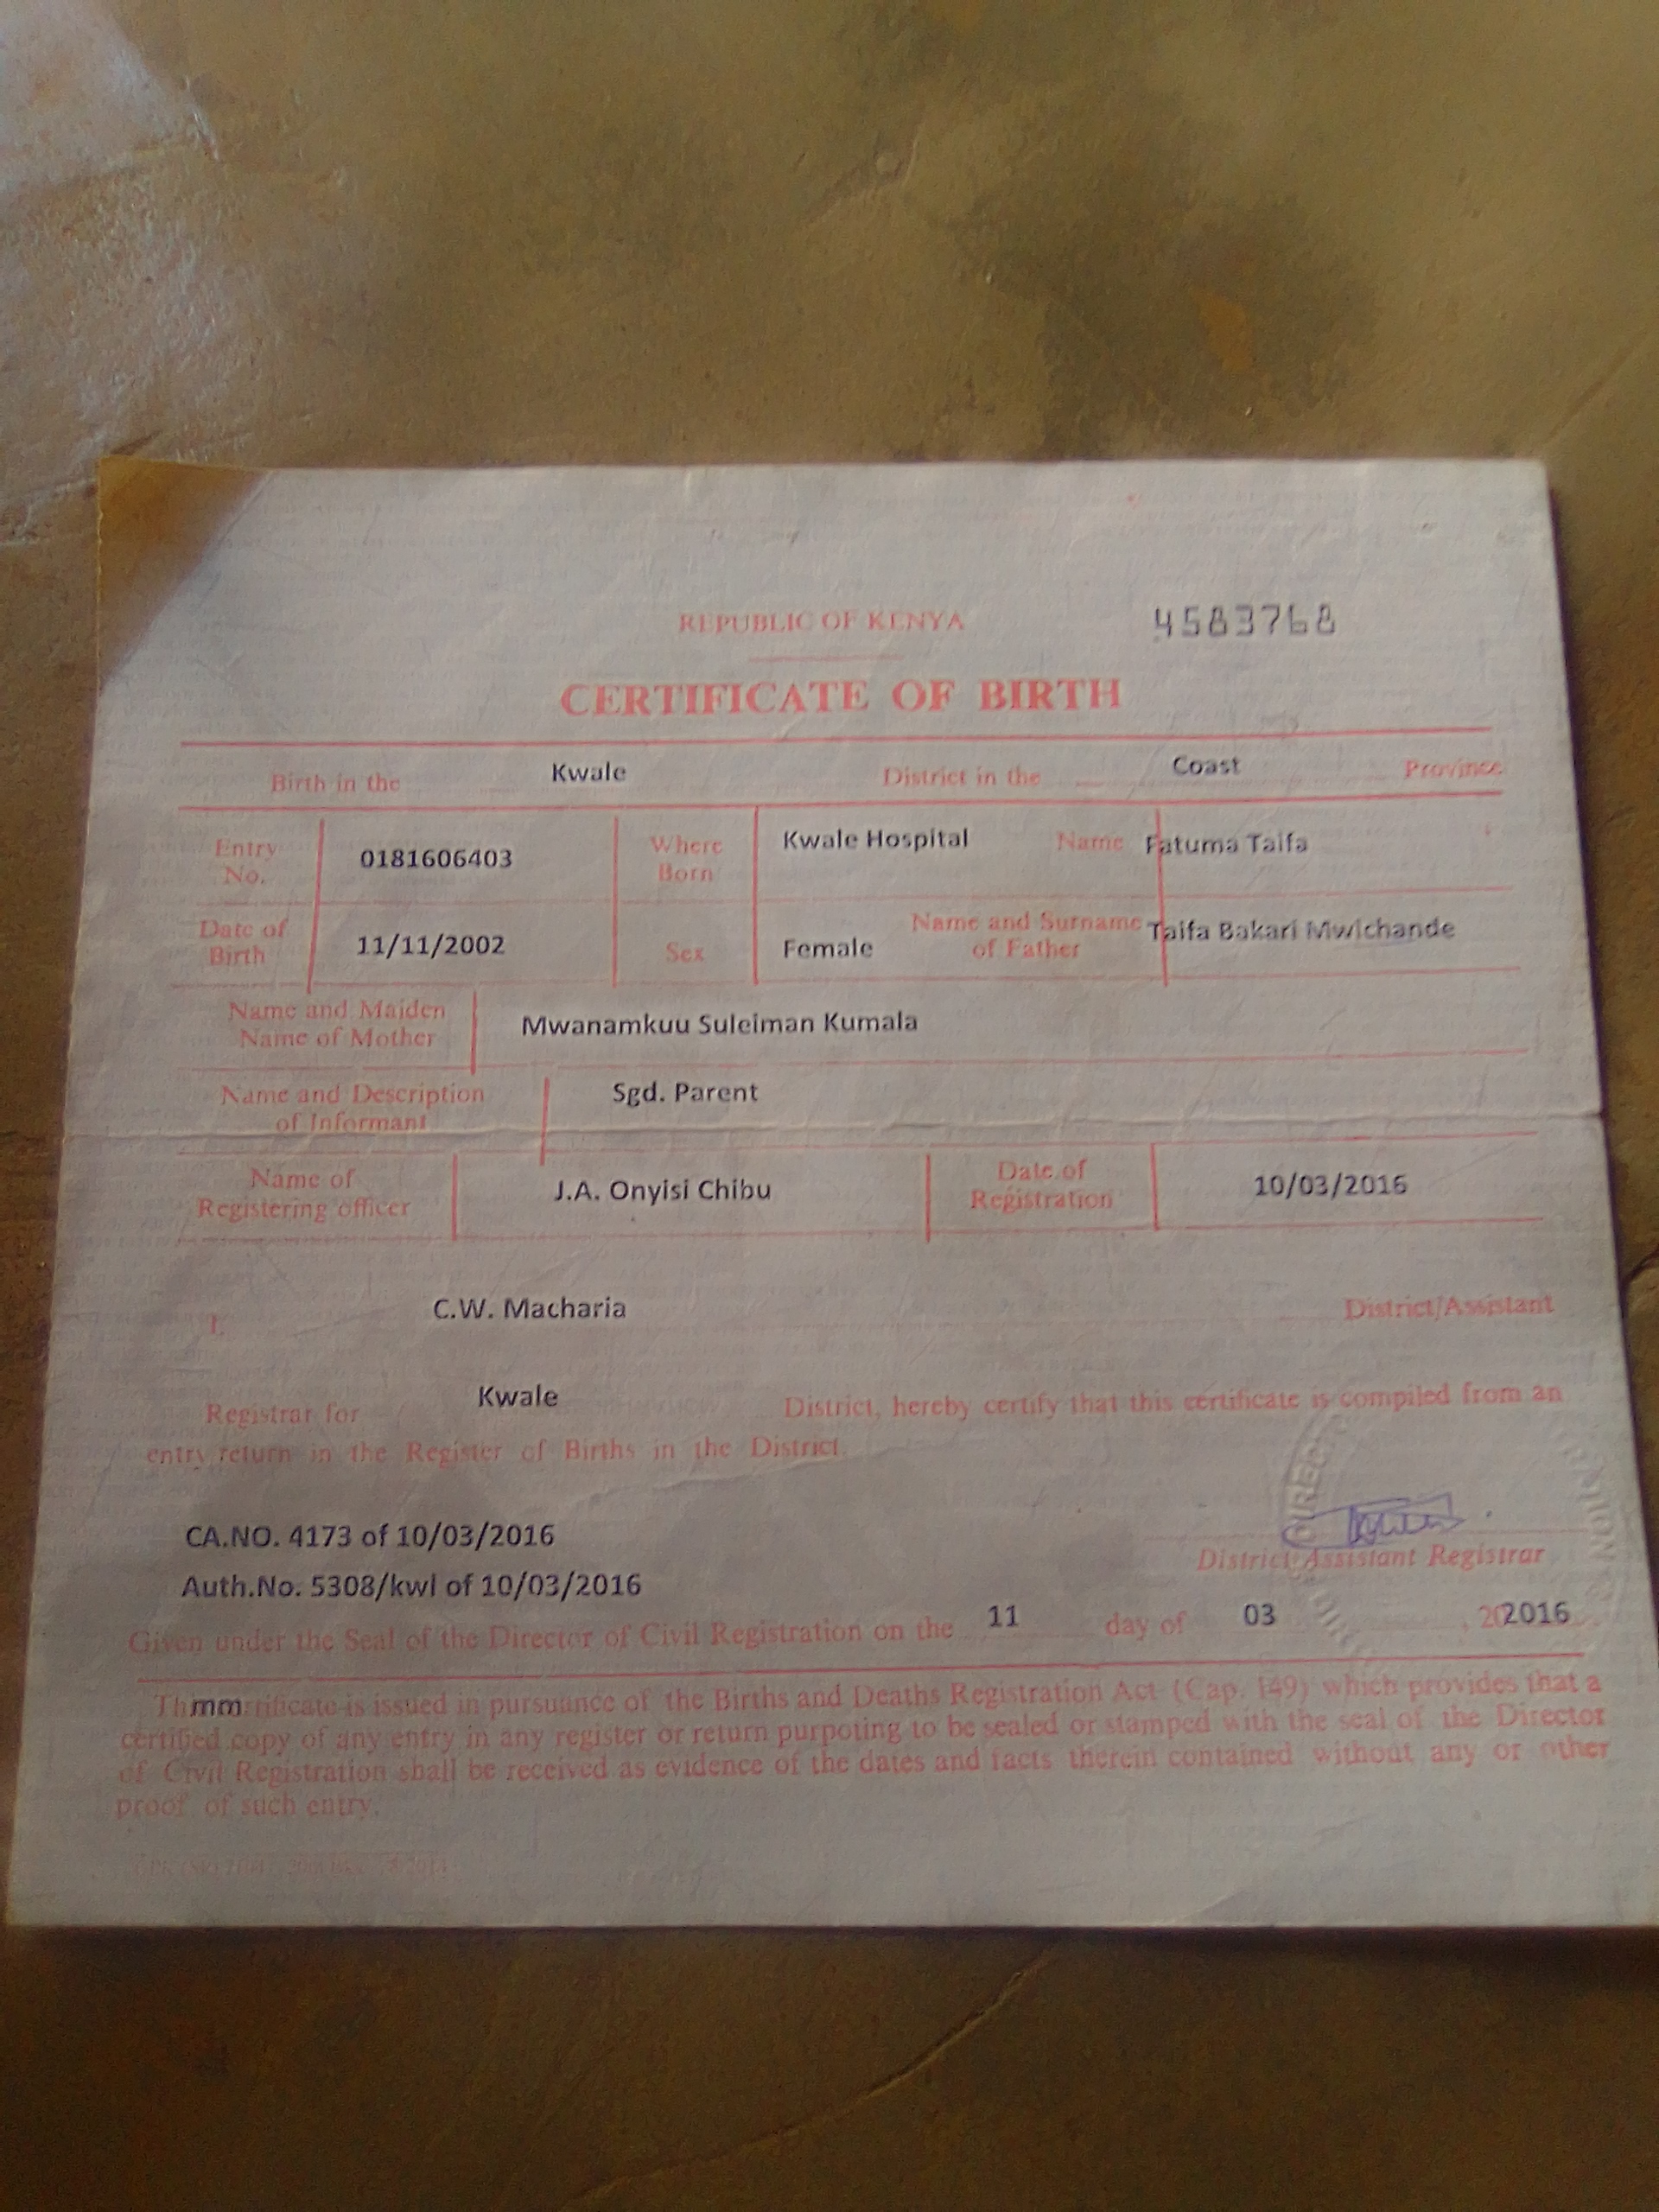 REPUBLIC OF KENYA
4583768
CERTIFICATE OF BIRTH
Birth in the Kwale District in the Coast Province
Entry No. 0181606403 Where Born Kwale Hospital Name Fatuma Taifa
Date of Birth 11/11/2002 Sex Female Name and Surname of Father Taifa Bakari Mwichande
Name and Maiden Name of Mother Mwanamkuu Suleiman Kumala
Name and Description of Informant Sgd. Parent
Name of Registering officer J.A. Onyisi Chibu Date of Registration 10/03/2016
I, C.W. Macharia District/Assistant
Registrar for Kwale District, hereby certify that this certificate is compiled from an
entry return in the Register of Births in the District.
CA.NO. 4173 of 10/03/2016
District/Assistant Registrar
Auth.No. 5308/kwl of 10/03/2016
Given under the Seal of the Director of Civil Registration on the 11 day of 03, 202016
Thmmrtificate is issued in pursuance of the Births and Deaths Registration Act (Cap. 149) which provides that a
certified copy of any entry in any register or return purpoting to be sealed or stamped with the seal of the Director
of Civil Registration shall be received as evidence of the dates and facts therein contained without any or other
proof of such entry.